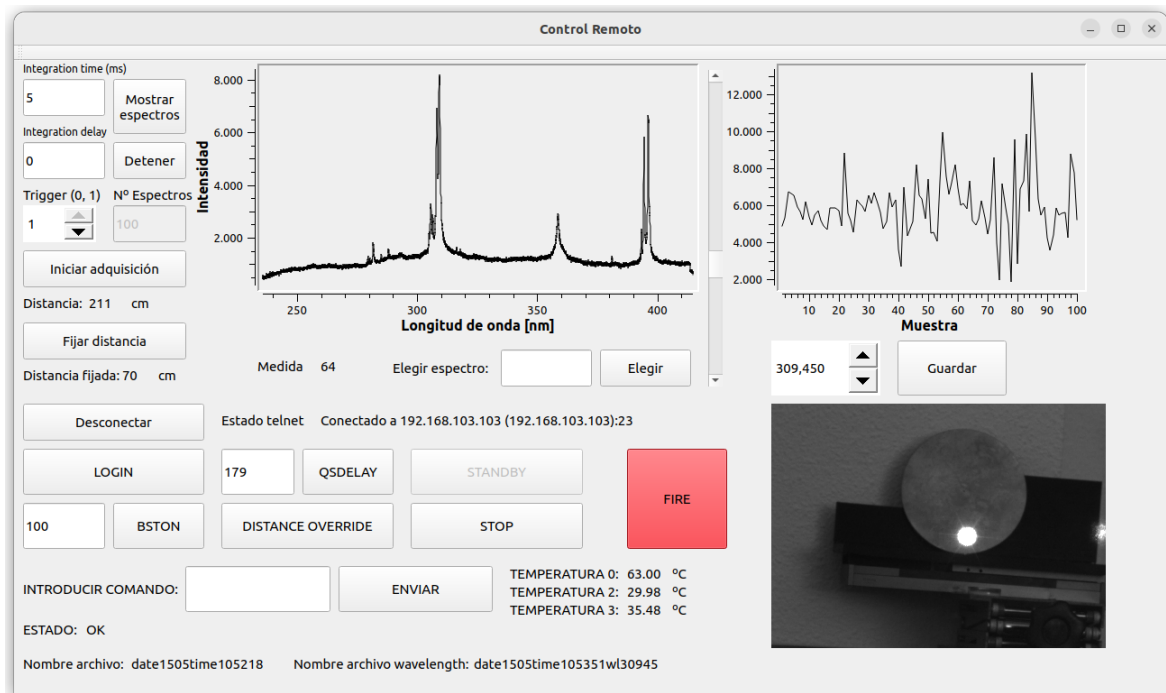 Control Remoto
Integration time (ms)
5
Mostrar
espectros
Integration delay
0
Detener
Trigger (0, 1)
Nº Espectros
1
100
Iniciar adquisición
Distancia: 211 cm
Fijar distancia
Distancia fijada: 70 cm
8.000
6.000
4.000
2.000
Intensidad
250 300 350 400
Longitud de onda [nm]
Medida 64
Elegir espectro:
Elegir
12.000
10.000
8.000
6.000
4.000
2.000
10 20 30 40 50 60 70 80 90 100
Muestra
309,450
Guardar
Desconectar
Estado telnet Conectado a 192.168.103.103 (192.168.103.103):23
LOGIN
179
QSDELAY
STANDBY
FIRE
100
BSTON
DISTANCE OVERRIDE
STOP
INTRODUCIR COMANDO:
ENVIAR
TEMPERATURA 0: 63.00 ºC
TEMPERATURA 2: 29.98 ºC
TEMPERATURA 3: 35.48 ºC
ESTADO: OK
Nombre archivo: date1505time105218 Nombre archivo wavelength: date1505time105351wl30945